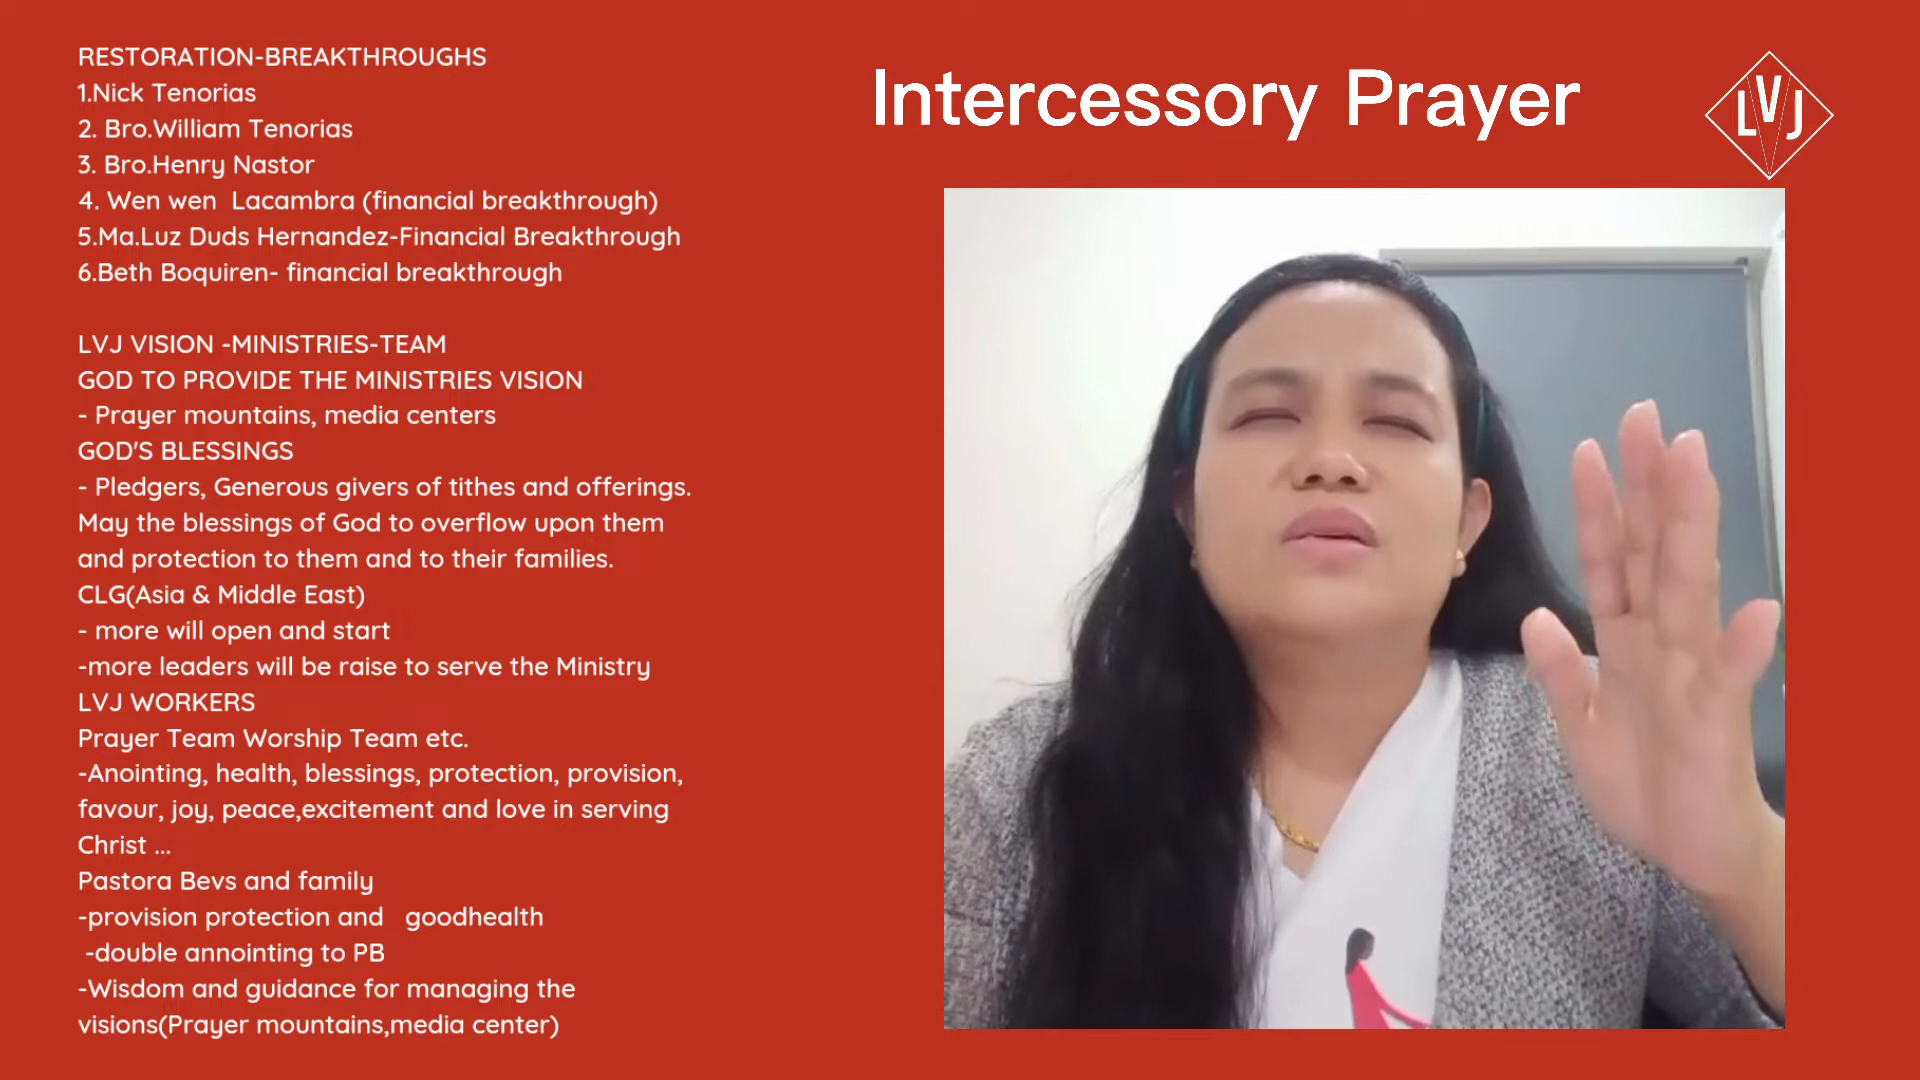 RESTORATION-BREAKTHROUGHS
1.Nick Tenorias
2. Bro.William Tenorias
3. Bro.Henry Nastor
4. Wen wen  Lacambra (financial breakthrough)
5.Ma.Luz Duds Hernandez-Financial Breakthrough
6.Beth Boquiren- financial breakthrough
LVJ VISION -MINISTRIES-TEAM
GOD TO PROVIDE THE MINISTRIES VISION
- Prayer mountains, media centers
GOD'S BLESSINGS
- Pledgers, Generous givers of tithes and offerings.
May the blessings of God to overflow upon them
and protection to them and to their families.
CLG(Asia & Middle East)
- more will open and start
-more leaders will be raise to serve the Ministry
LVJ WORKERS
Prayer Team Worship Team etc.
-Anointing, health, blessings, protection, provision,
favour, joy, peace,excitement and love in serving
Christ ...
Pastora Bevs and family
-provision protection and   goodhealth
-double annointing to PB
-Wisdom and guidance for managing the
visions(Prayer mountains,media center)
Intercessory Prayer
LVJ